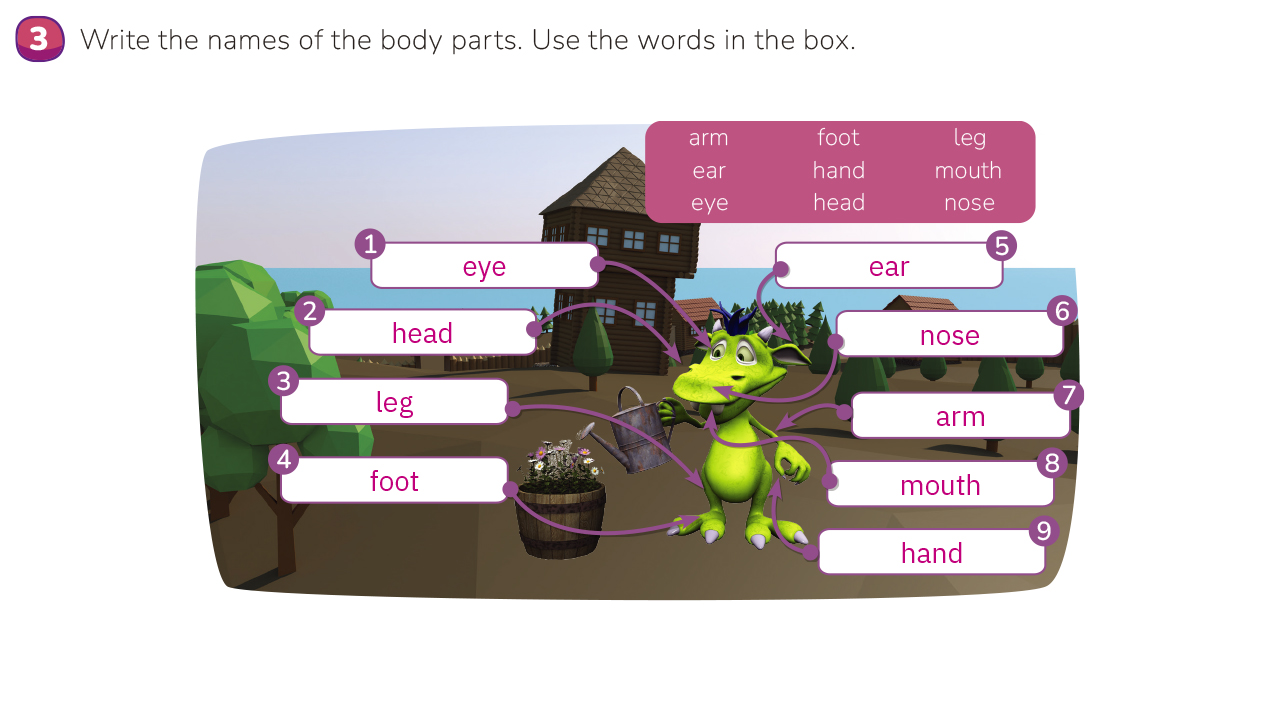 3 Write the names of the body parts. Use the words in the box.
arm foot leg
ear hand mouth
eye head nose
1 eye
2 head
3 leg
4 foot
5 ear
6 nose
7 arm
8 mouth
9 hand